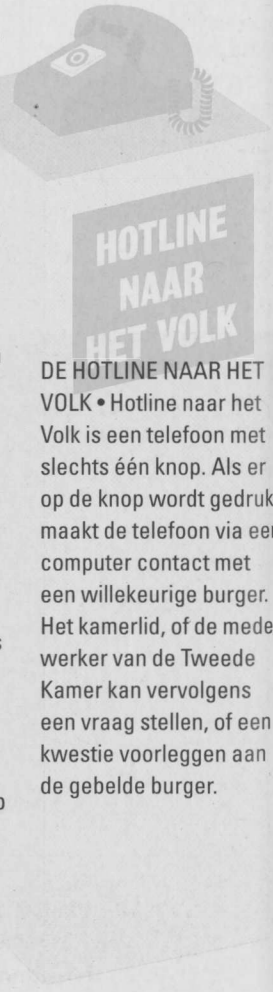 HOTLINE
NAAR
HET VOLK
DE HOTLINE NAAR HET
VOLK • Hotline naar het
Volk is een telefoon met
slechts één knop. Als er
op de knop wordt gedruk
maakt de telefoon via een
computer contact met
een willekeurige burger.
Het kamerlid, of de mede
werker van de Tweede
Kamer kan vervolgens
een vraag stellen, of een
kwestie voorleggen aan
de gebelde burger.